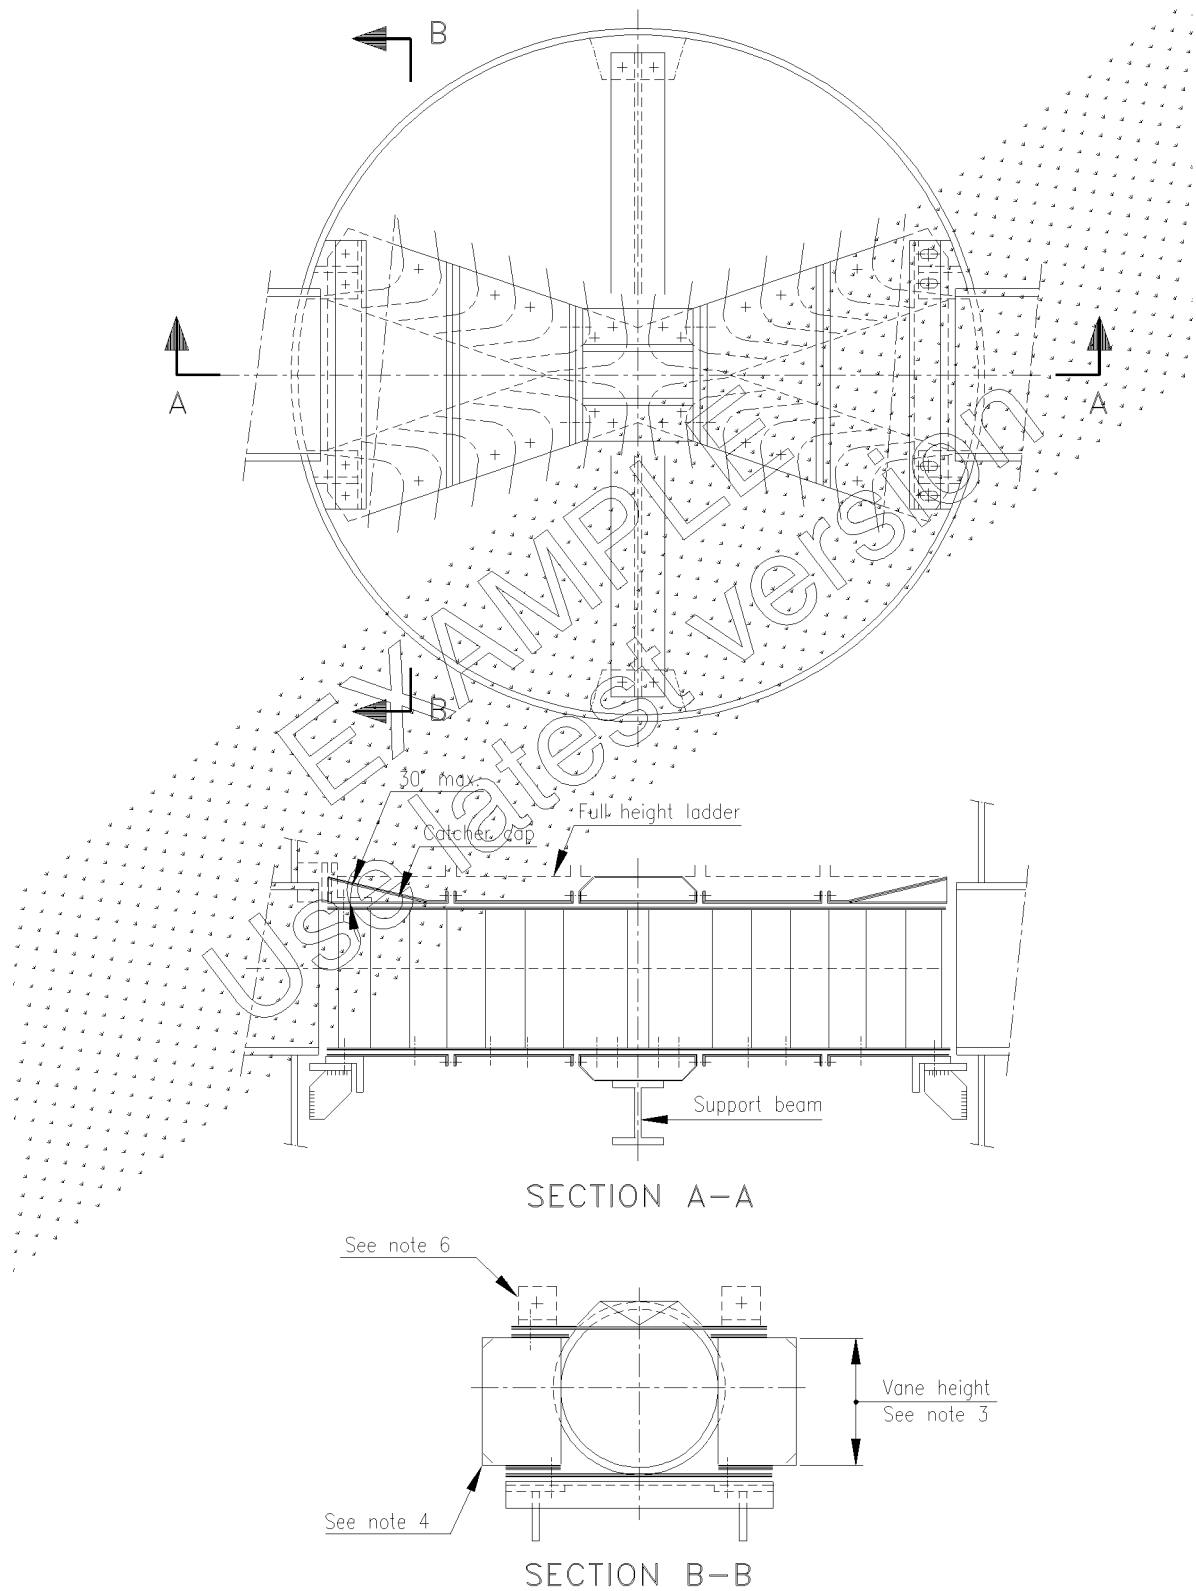 B
A
A
B
EXAMPLE
Use latest version
30° max.
Catcher cap
Full height ladder
Support beam
SECTION A-A
See note 6
Vane height
See note 3
See note 4
SECTION B-B